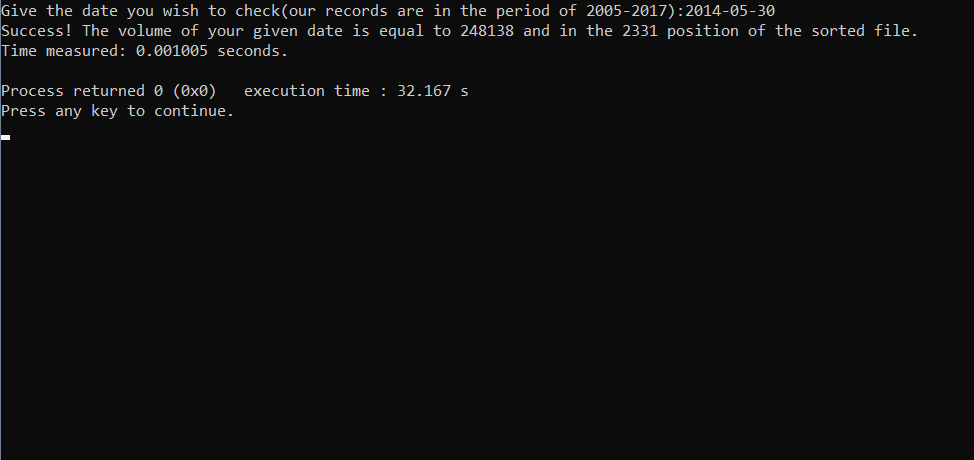 Give the date you wish to check(our records are in the period of 2005-2017):2014-05-30
Success! The volume of your given date is equal to 248138 and in the 2331 position of the sorted file.
Time measured: 0.001005 seconds.
Process returned 0 (0x0)   execution time : 32.167 s
Press any key to continue.